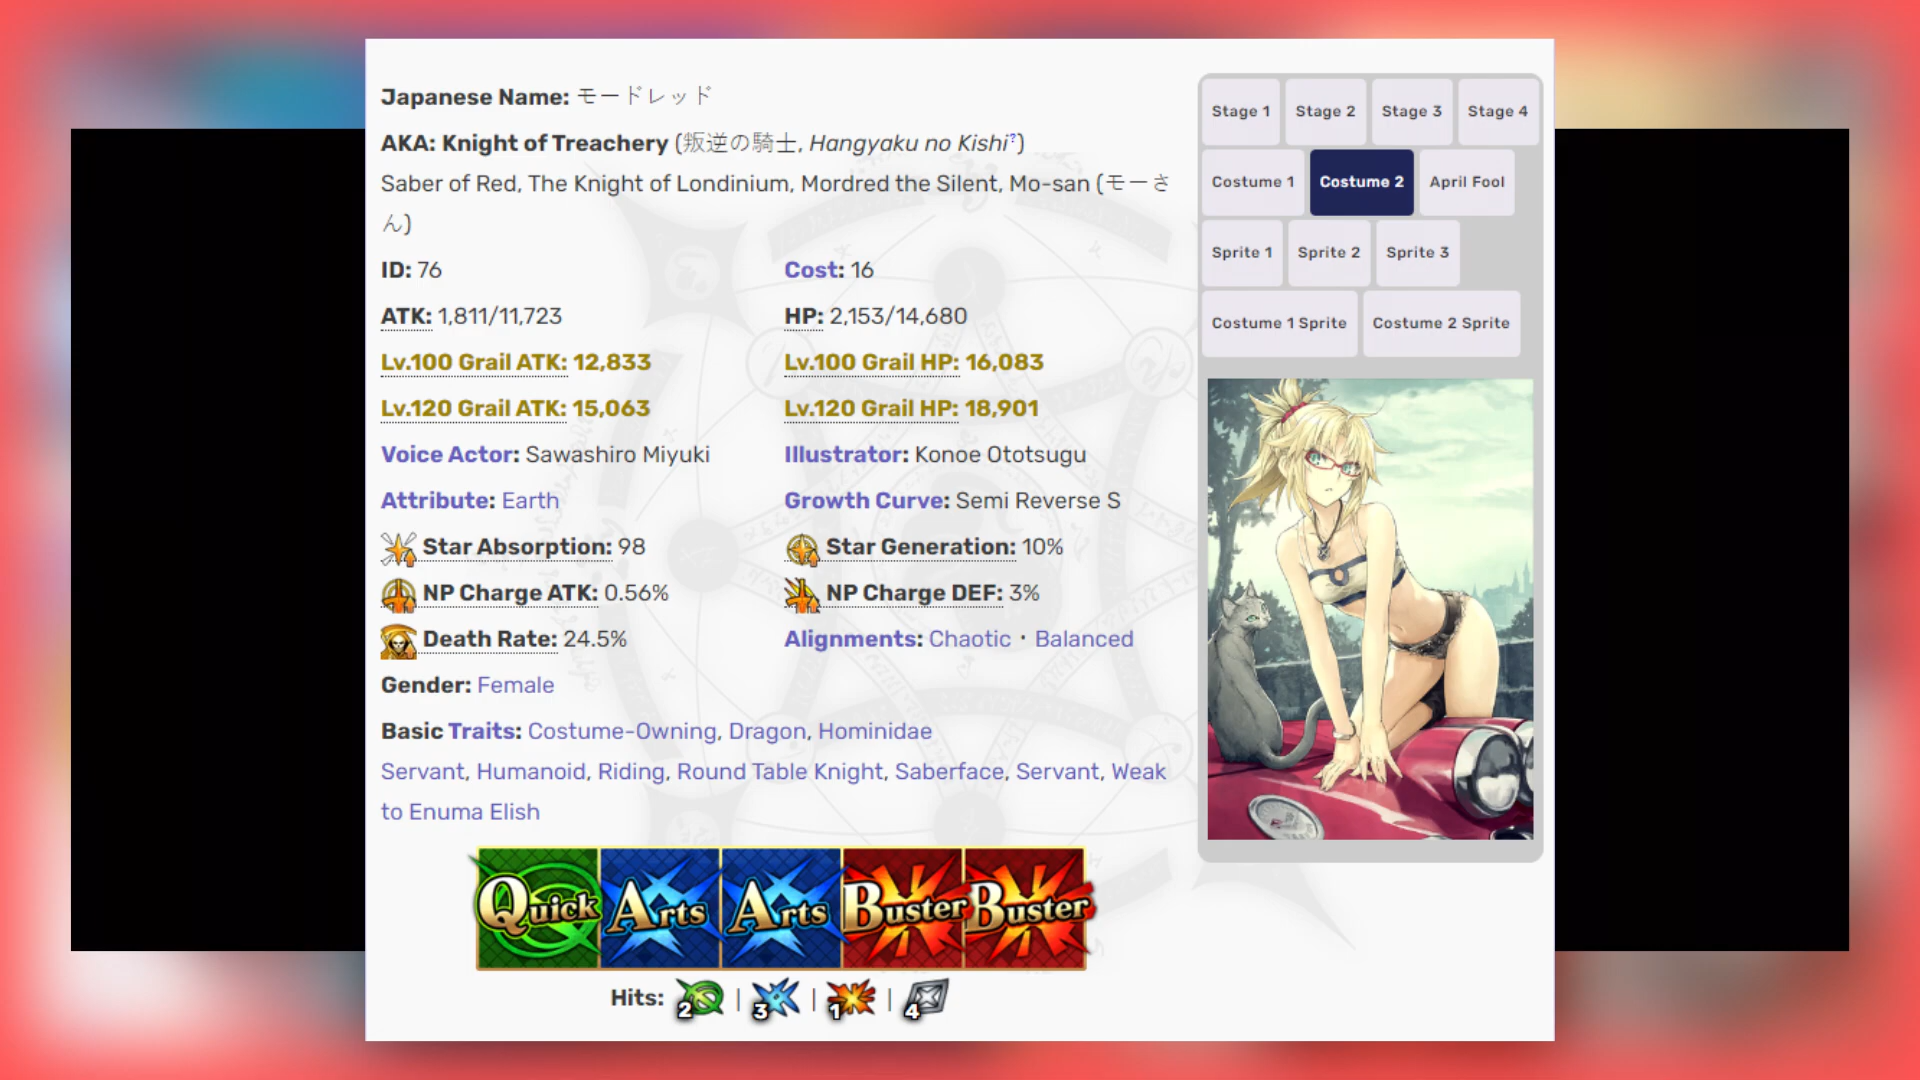 Japanese Name: モードレッド
AKA: Knight of Treachery (叛逆の騎士, Hangyaku no Kishi?)
Saber of Red, The Knight of Londinium, Mordred the Silent, Mo-san (モーさ
ん)
ID: 76
Cost: 16
ATK: 1,811/11,723
HP: 2,153/14,680
Lv.100 Grail ATK: 12,833
Lv.100 Grail HP: 16,083
Lv.120 Grail ATK: 15,063
Lv.120 Grail HP: 18,901
Voice Actor: Sawashiro Miyuki
Illustrator: Konoe Ototsugu
Attribute: Earth
Growth Curve: Semi Reverse S
Star Absorption: 98
Star Generation: 10%
NP Charge ATK: 0.56%
NP Charge DEF: 3%
Death Rate: 24.5%
Alignments: Chaotic・Balanced
Gender: Female
Basic Traits: Costume-Owning, Dragon, Hominidae
Servant, Humanoid, Riding, Round Table Knight, Saberface, Servant, Weak
to Enuma Elish
Quick Arts Arts Buster Buster
Hits: 2 | 3 | 1 | 4
Stage 1 Stage 2 Stage 3 Stage 4
Costume 1 Costume 2 April Fool
Sprite 1 Sprite 2 Sprite 3
Costume 1 Sprite Costume 2 Sprite